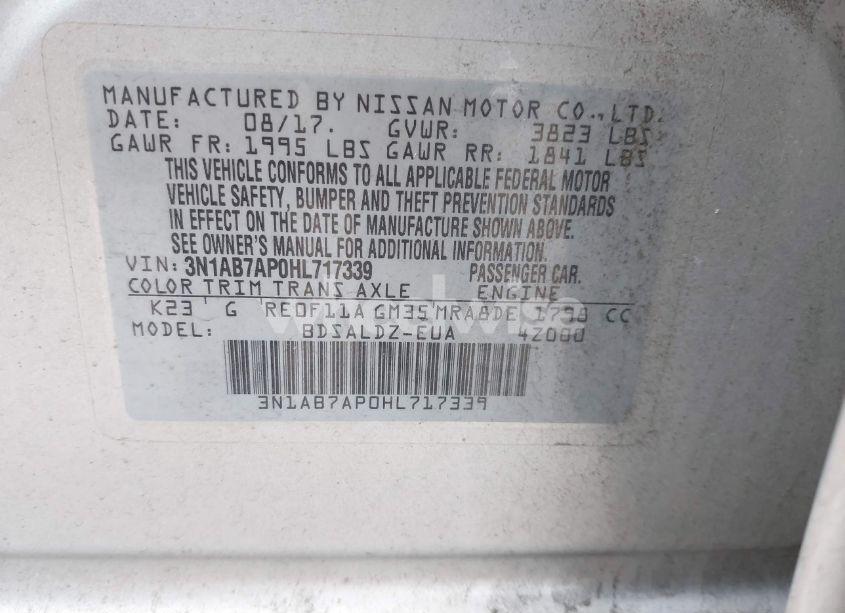 MANUFACTURED BY NISSAN MOTOR CO., LTD.
DATE: 08/17. GVWR: 3823 LBS
GAWR FR: 1995 LBS GAWR RR: 1841 LBS
THIS VEHICLE CONFORMS TO ALL APPLICABLE FEDERAL MOTOR
VEHICLE SAFETY, BUMPER AND THEFT PREVENTION STANDARDS
IN EFFECT ON THE DATE OF MANUFACTURE SHOWN ABOVE.
SEE OWNER'S MANUAL FOR ADDITIONAL INFORMATION.
VIN: 3N1AB7AP0HL717339 PASSENGER CAR.
COLOR TRIM TRANS AXLE ENGINE
K23 G RE0F11A GM35 MRA8DE 1798 CC
MODEL: BDSALDZ-EUA
3N1AB7AP0HL717339